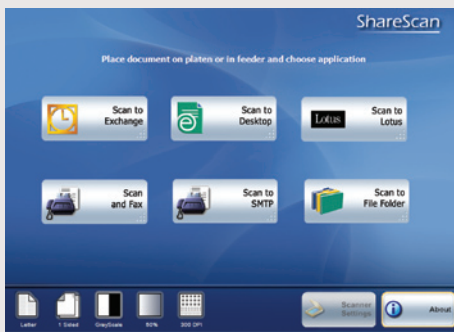 ShareScan
Place document on platen or in feeder and choose application
Scan to
Exchange
Scan to
Desktop
Lotus
Scan to
Lotus
Scan
and Fax
Scan to
SMTP
Scan to
File Folder
Letter
1 Sided
GreyScale
50%
300 DPI
Scanner
Settings
About